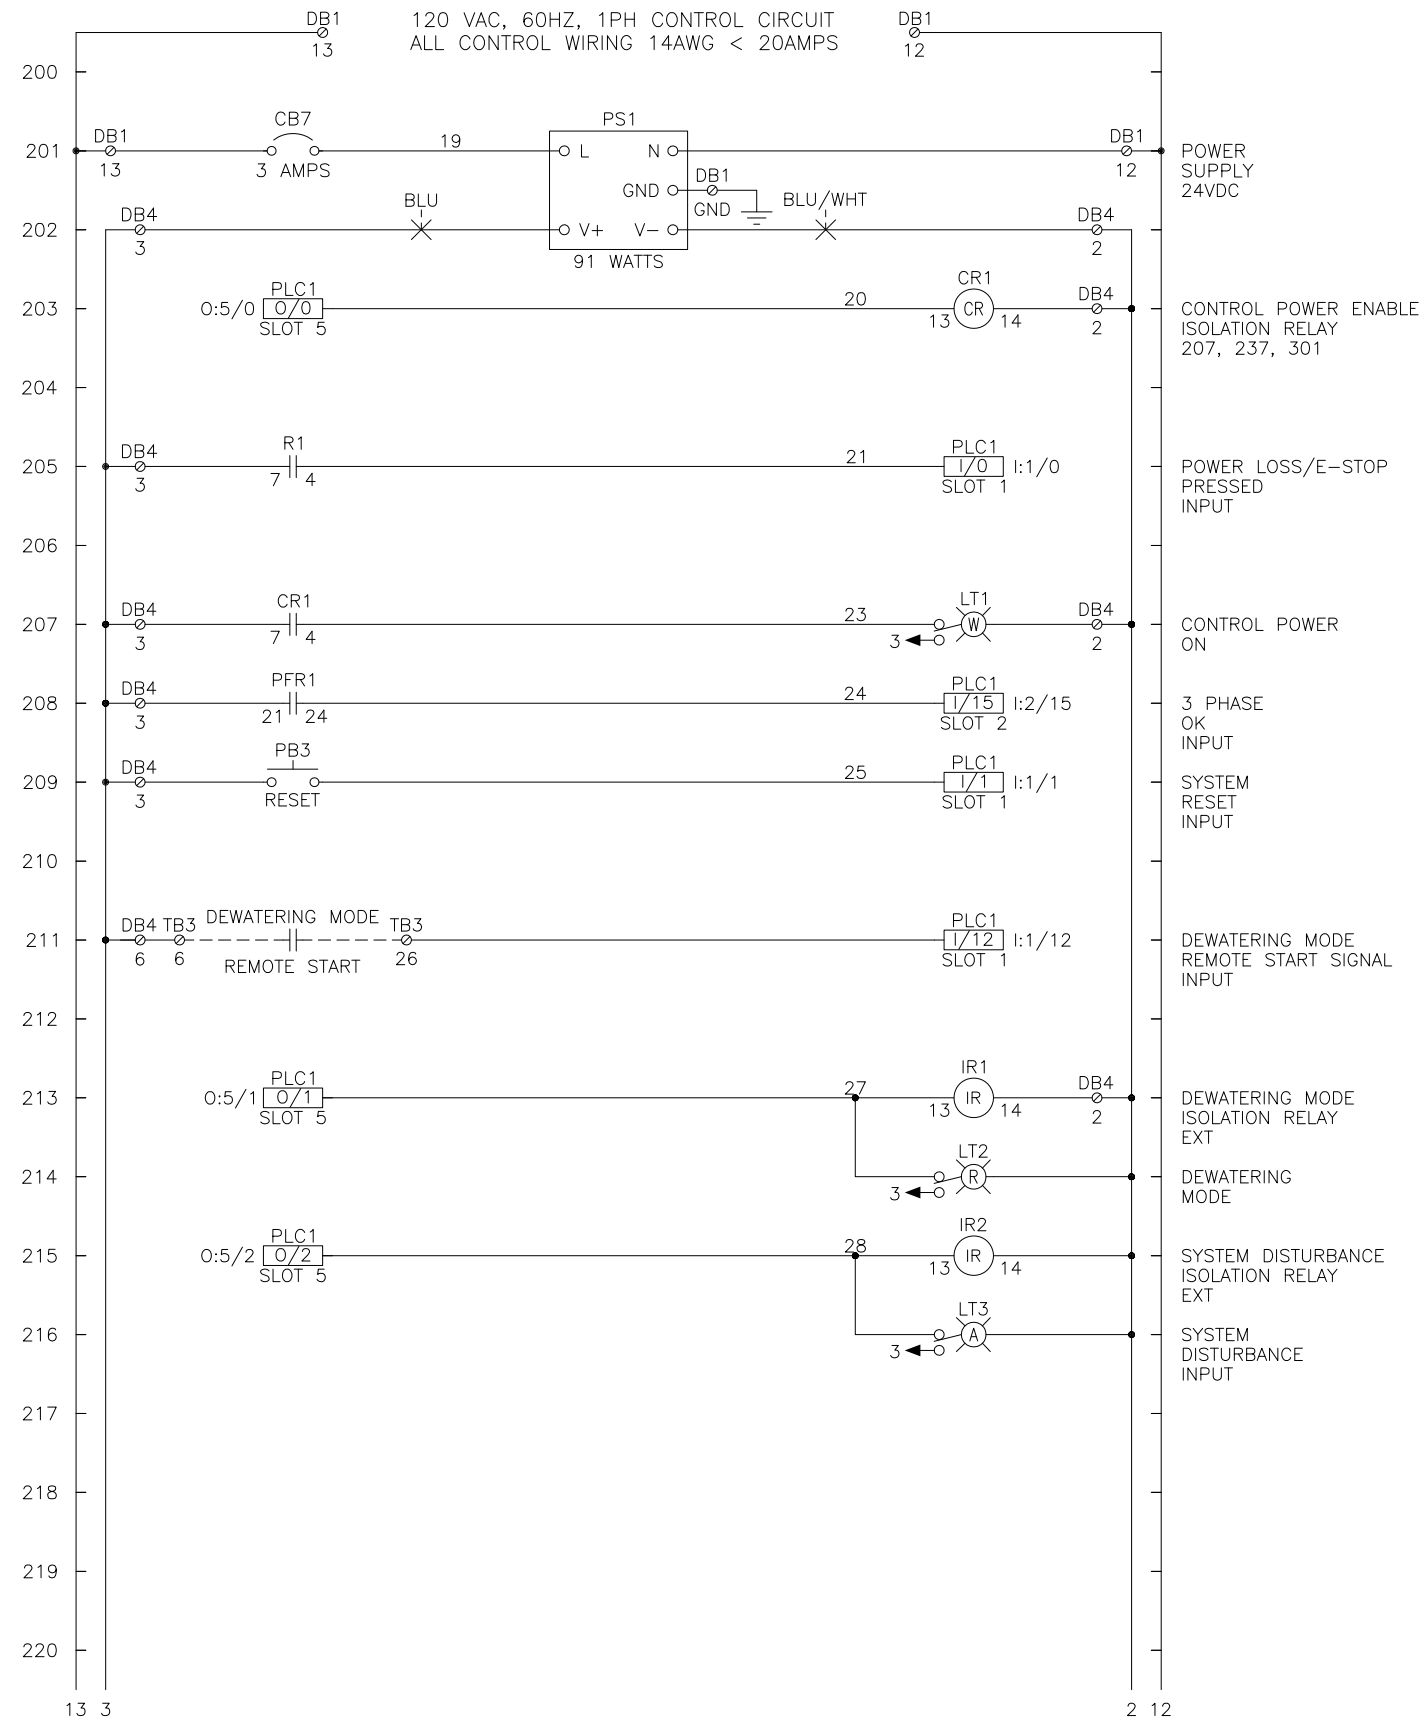 DB1 120 VAC, 60HZ, 1PH CONTROL CIRCUIT DB1
13 ALL CONTROL WIRING 14AWG < 20AMPS 12
200
CB7 PS1
DB1 19 DB1
201 L N POWER
13 3 AMPS 12 SUPPLY
24VDC
GND DB1
GND
BLU BLU/WHT
DB4 DB4
202 V+ V-
3 2
91 WATTS
PLC1 CR1
203 O:5/0 O/0 20 CR DB4 CONTROL POWER ENABLE
SLOT 5 13 14 2 ISOLATION RELAY
207, 237, 301
204
DB4 R1 PLC1
205 21 I/0 I:1/0 POWER LOSS/E-STOP
3 7 4 SLOT 1 PRESSED
INPUT
206
DB4 CR1 LT1 DB4
207 23 W CONTROL POWER
3 7 4 3 2 ON
DB4 PFR1 PLC1
208 24 I/15 I:2/15 3 PHASE
3 21 24 SLOT 2 OK
INPUT
DB4 PB3 PLC1
209 25 I/1 I:1/1 SYSTEM
3 RESET SLOT 1 RESET
INPUT
210
DB4 TB3 DEWATERING MODE TB3 PLC1
211 I/12 I:1/12 DEWATERING MODE
6 6 REMOTE START 26 SLOT 1 REMOTE START SIGNAL
INPUT
212
PLC1 IR1 DB4
213 O:5/1 O/1 27 IR DEWATERING MODE
SLOT 5 13 14 2 ISOLATION RELAY
EXT
LT2
214 R DEWATERING
3 MODE
PLC1 IR2
215 O:5/2 O/2 28 IR SYSTEM DISTURBANCE
SLOT 5 13 14 ISOLATION RELAY
EXT
LT3
216 A SYSTEM
3 DISTURBANCE
INPUT
217
218
219
220
13 3 2 12